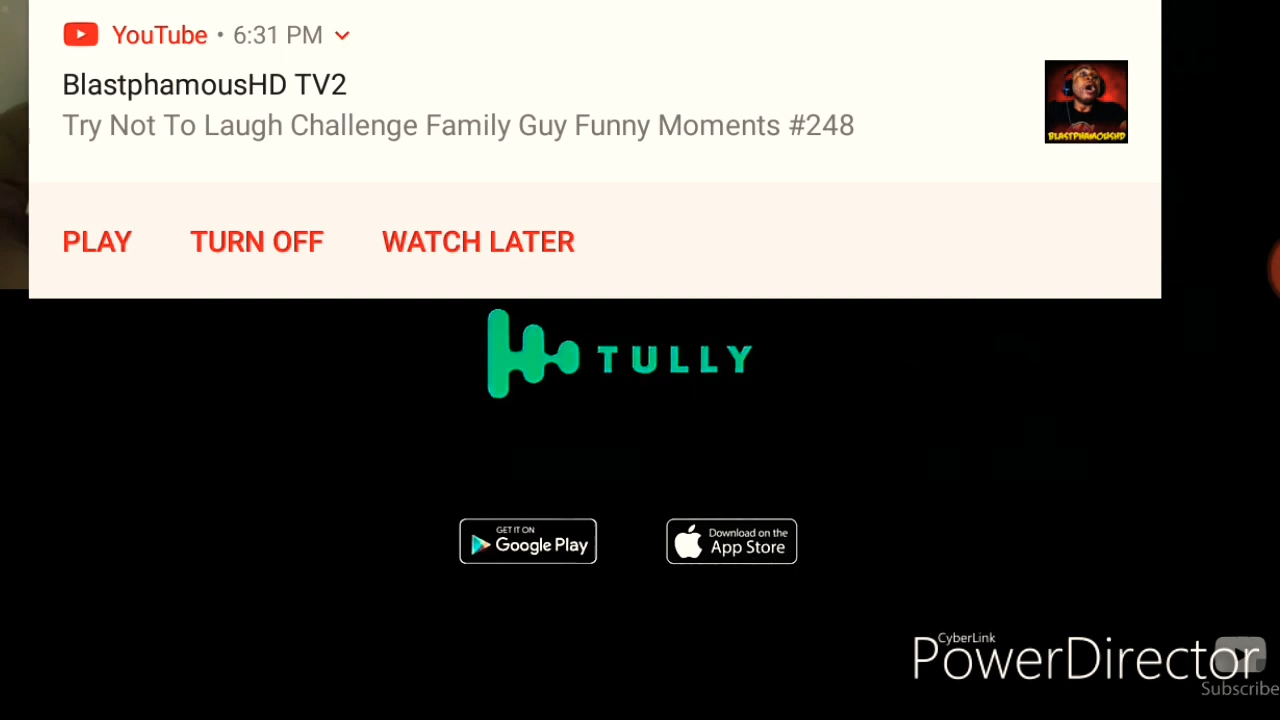 YouTube • 6:31 PM
BlastphamousHD TV2
Try Not To Laugh Challenge Family Guy Funny Moments #248
BLASTPHAMOUSHD
PLAY TURN OFF WATCH LATER
TULLY
GET IT ON
Google Play
Download on the
App Store
CyberLink
PowerDirector
Subscribe